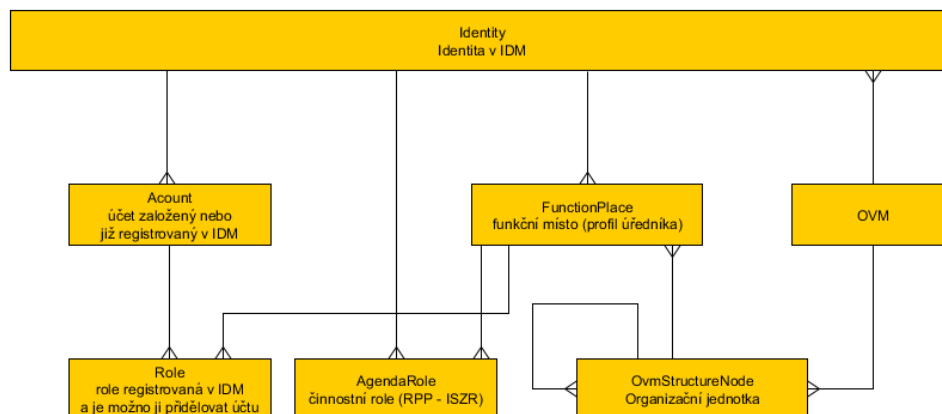 Identity
Identita v IDM
Acount
účet založený nebo
již registrovaný v IDM
FunctionPlace
funkční místo (profil úředníka)
OVM
Role
role registrovaná v IDM
a je možno ji přidělovat účtu
AgendaRole
činnostní role (RPP - ISZR)
OvmStructureNode
Organizační jednotka